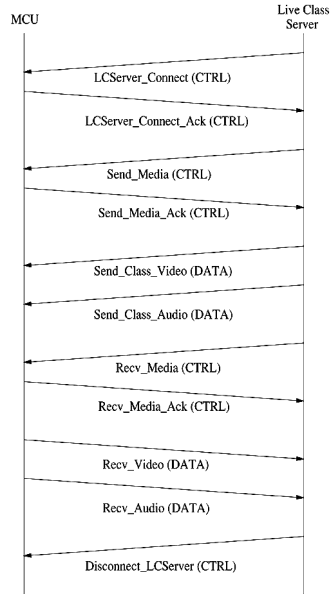 MCU
Live Class
Server
LCServer_Connect (CTRL)
LCServer_Connect_Ack (CTRL)
Send_Media (CTRL)
Send_Media_Ack (CTRL)
Send_Class_Video (DATA)
Send_Class_Audio (DATA)
Recv_Media (CTRL)
Recv_Media_Ack (CTRL)
Recv_Video (DATA)
Recv_Audio (DATA)
Disconnect_LCServer (CTRL)